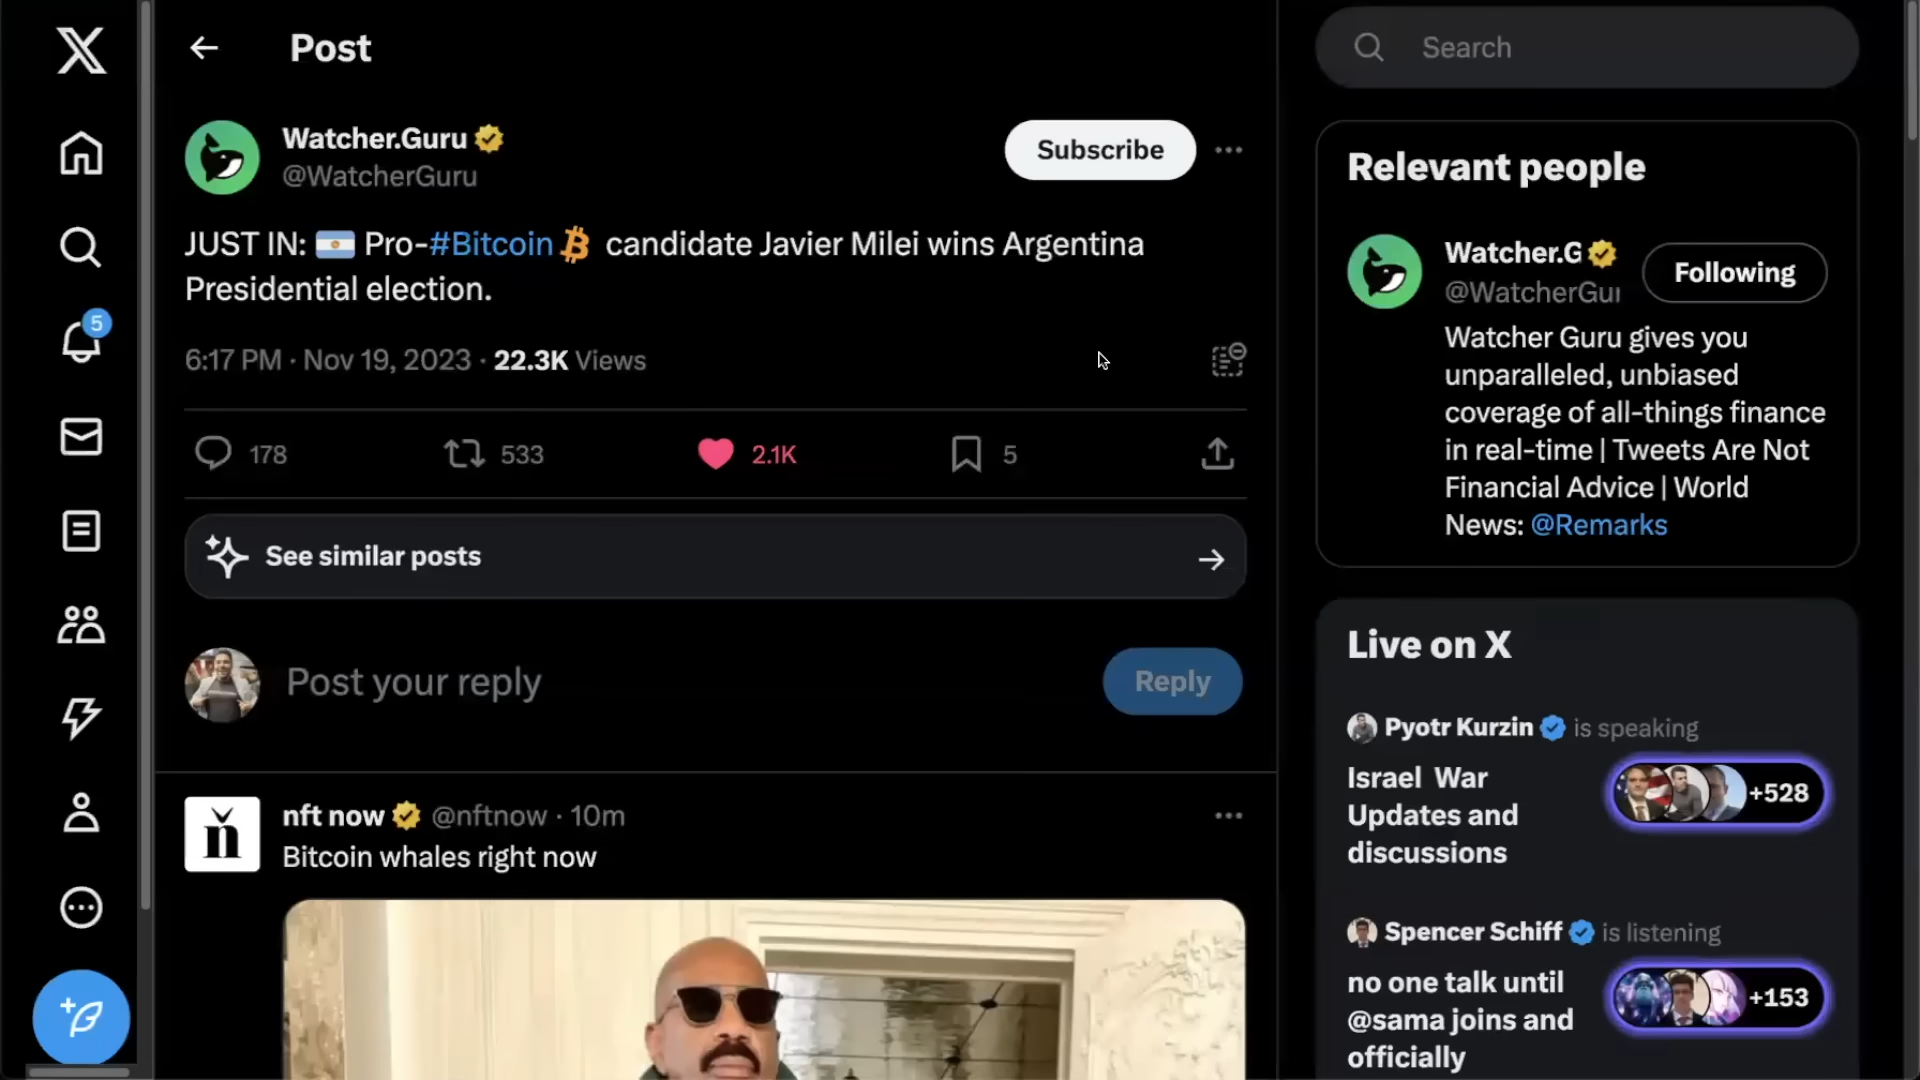 Post
Watcher.Guru
@WatcherGuru
Subscribe
JUST IN: 🇦🇷 Pro-#Bitcoin candidate Javier Milei wins Argentina
Presidential election.
6:17 PM · Nov 19, 2023 · 22.3K Views
178 533 2.1K 5
See similar posts
Post your reply
Reply
nft now @nftnow · 10m
Bitcoin whales right now
ň
5
Search
Relevant people
Watcher.G
@WatcherGu
Following
Watcher Guru gives you
unparalleled, unbiased
coverage of all-things finance
in real-time | Tweets Are Not
Financial Advice | World
News: @Remarks
Live on X
Pyotr Kurzin is speaking
Israel War
Updates and
discussions
+528
Spencer Schiff is listening
no one talk until
@sama joins and
officially
+153